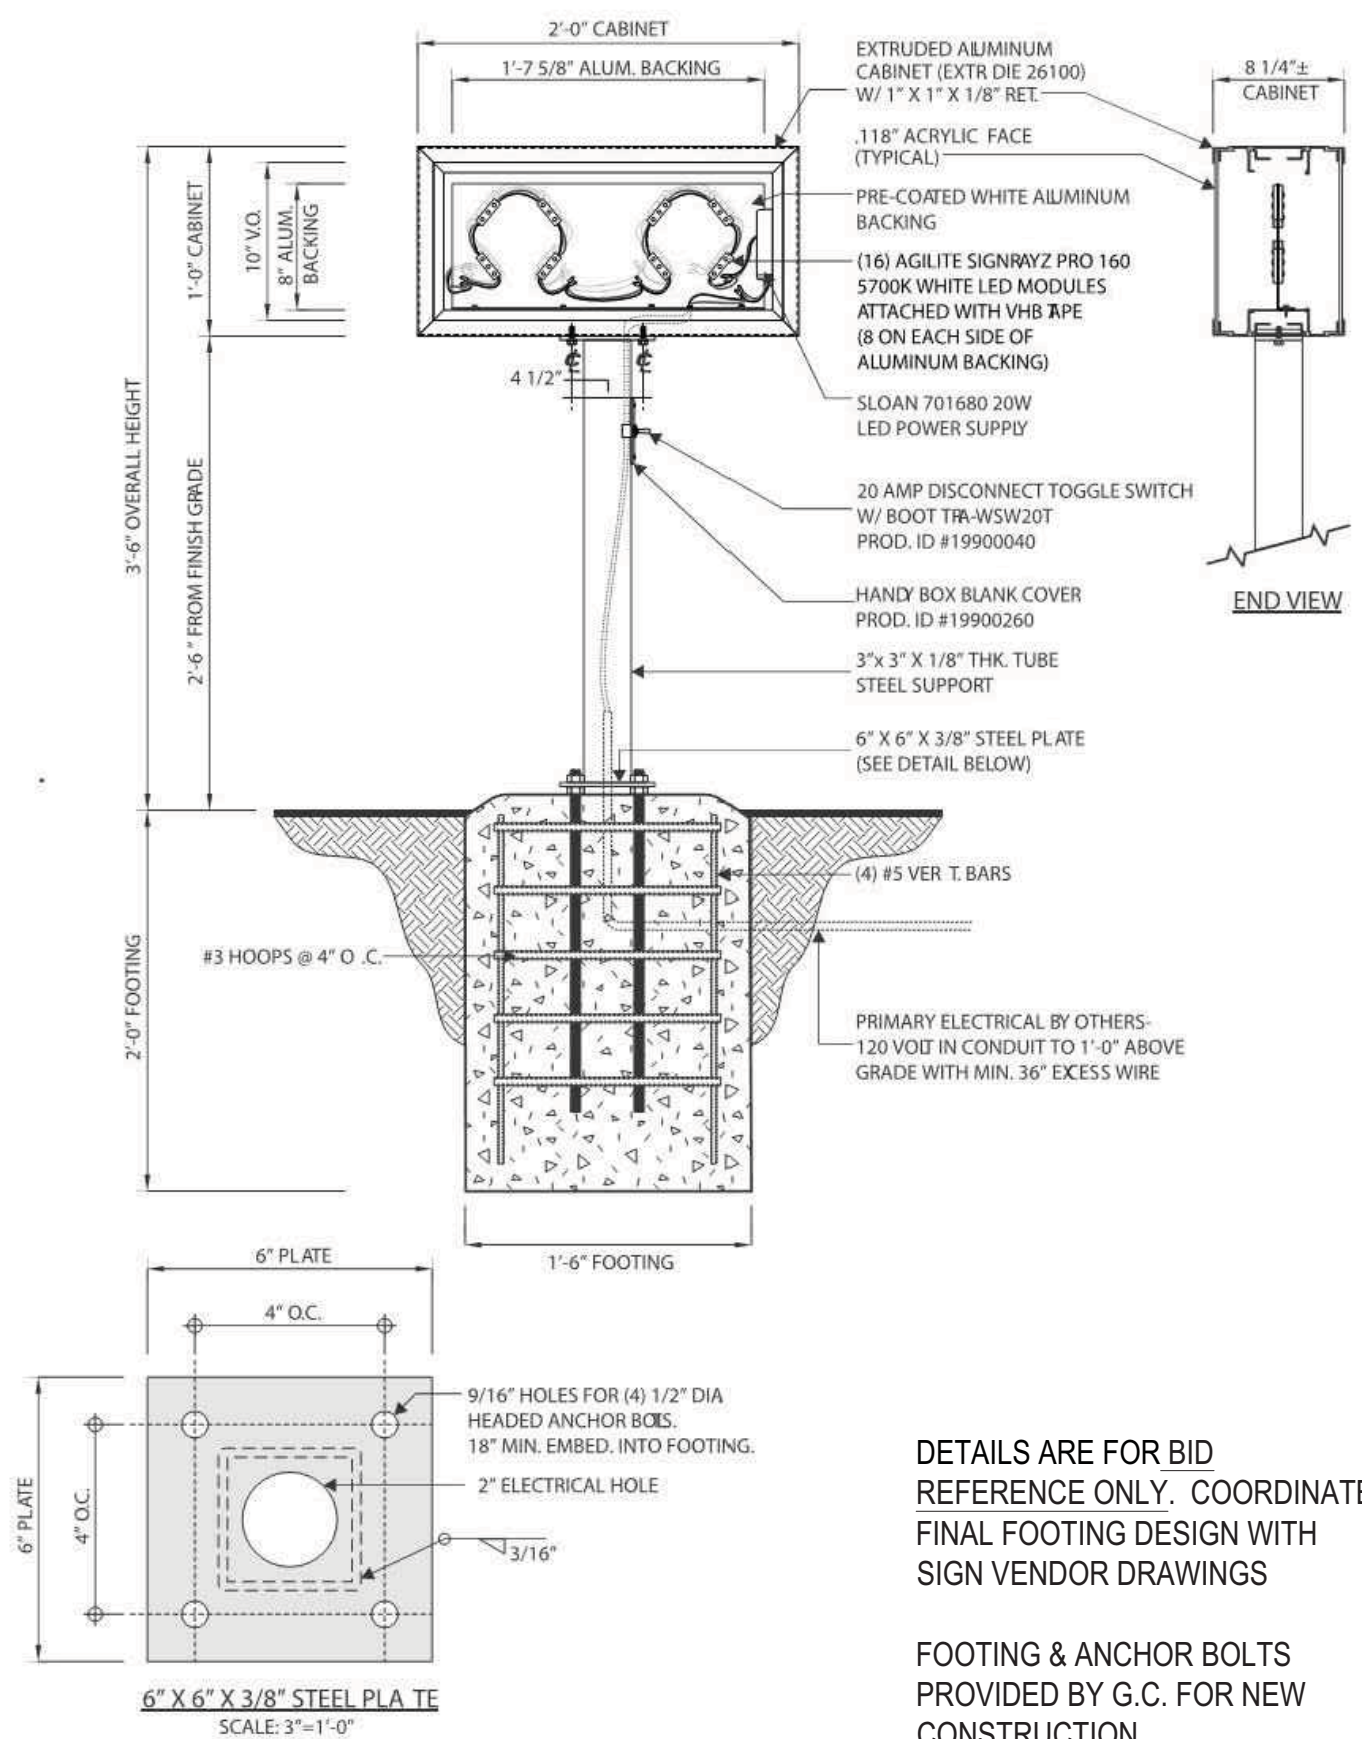 2'-0" CABINET
1'-7 5/8" ALUM. BACKING
EXTRUDED ALUMINUM
CABINET (EXTR DIE 26100)
W/ 1" X 1" X 1/8" RET.
8 1/4"±
CABINET
.118" ACRYLIC FACE
(TYPICAL)
PRE-COATED WHITE ALUMINUM
BACKING
(16) AGILITE SIGNRAYZ PRO 160
5700K WHITE LED MODULES
ATTACHED WITH VHB TAPE
(8 ON EACH SIDE OF
ALUMINUM BACKING)
SLOAN 701680 20W
LED POWER SUPPLY
20 AMP DISCONNECT TOGGLE SWITCH
W/ BOOT TRA-WSW20T
PROD. ID #19900040
HANDY BOX BLANK COVER
PROD. ID #19900260
3"x 3" X 1/8" THK. TUBE
STEEL SUPPORT
6" X 6" X 3/8" STEEL PLATE
(SEE DETAIL BELOW)
END VIEW
1'-0" CABINET
10" V.O.
8" ALUM.
BACKING
4 1/2"
3'-6" OVERALL HEIGHT
2'-6 " FROM FINISH GRADE
(4) #5 VER T. BARS
#3 HOOPS @ 4" O .C.
2'-0" FOOTING
PRIMARY ELECTRICAL BY OTHERS-
120 VOLT IN CONDUIT TO 1'-0" ABOVE
GRADE WITH MIN. 36" EXCESS WIRE
1'-6" FOOTING
6" PLATE
4" O.C.
6" PLATE
4" O.C.
9/16" HOLES FOR (4) 1/2" DIA
HEADED ANCHOR BOLTS.
18" MIN. EMBED. INTO FOOTING.
2" ELECTRICAL HOLE
3/16"
6" X 6" X 3/8" STEEL PLA TE
SCALE: 3"=1'-0"
DETAILS ARE FOR BID
REFERENCE ONLY. COORDINATE
FINAL FOOTING DESIGN WITH
SIGN VENDOR DRAWINGS
FOOTING & ANCHOR BOLTS
PROVIDED BY G.C. FOR NEW
CONSTRUCTION